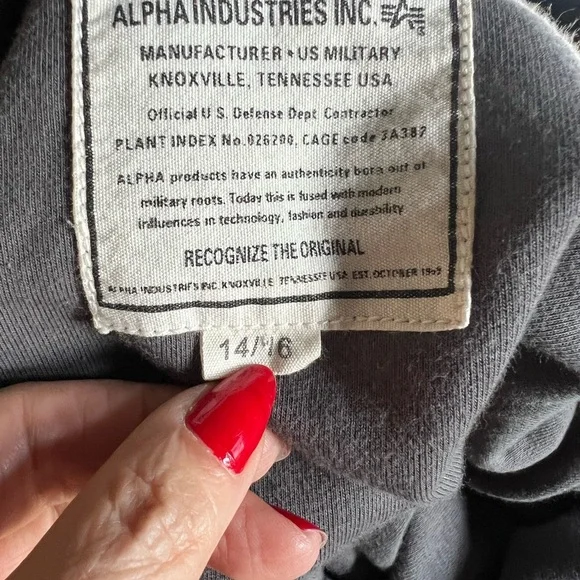 ALPHA INDUSTRIES INC.
MANUFACTURER • US MILITARY
KNOXVILLE, TENNESSEE USA
Official U S. Defense Dept Contractor
PLANT INDEX No.026200, CAGE code 3A387
ALPHA products have an authenticity born out of
military roots. Today this is fused with modern
influences in technology, fashion and durability
RECOGNIZE THE ORIGINAL
ALPHA INDUSTRIES INC. KNOXVILLE TENNESSEE USA EST. OCTOBER 1959
14/16